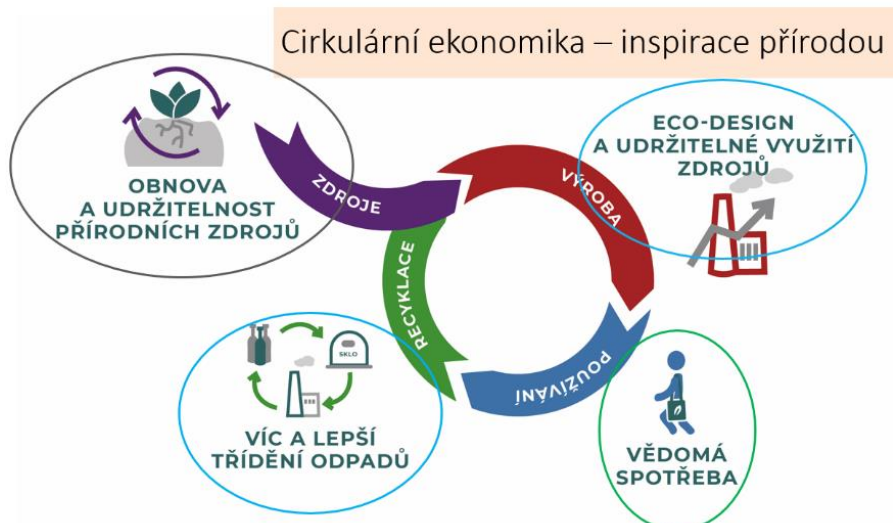 Cirkulární ekonomika – inspirace přírodou
OBNOVA
A UDRŽITELNOST
PŘÍRODNÍCH ZDROJŮ
ZDROJE
VÝROBA
ECO-DESIGN
A UDRŽITELNÉ VYUŽITÍ
ZDROJŮ
RECYKLACE
POUŽÍVÁNÍ
SKLO
VÍC A LEPŠÍ
TŘÍDĚNÍ ODPADŮ
VĚDOMÁ
SPOTŘEBA